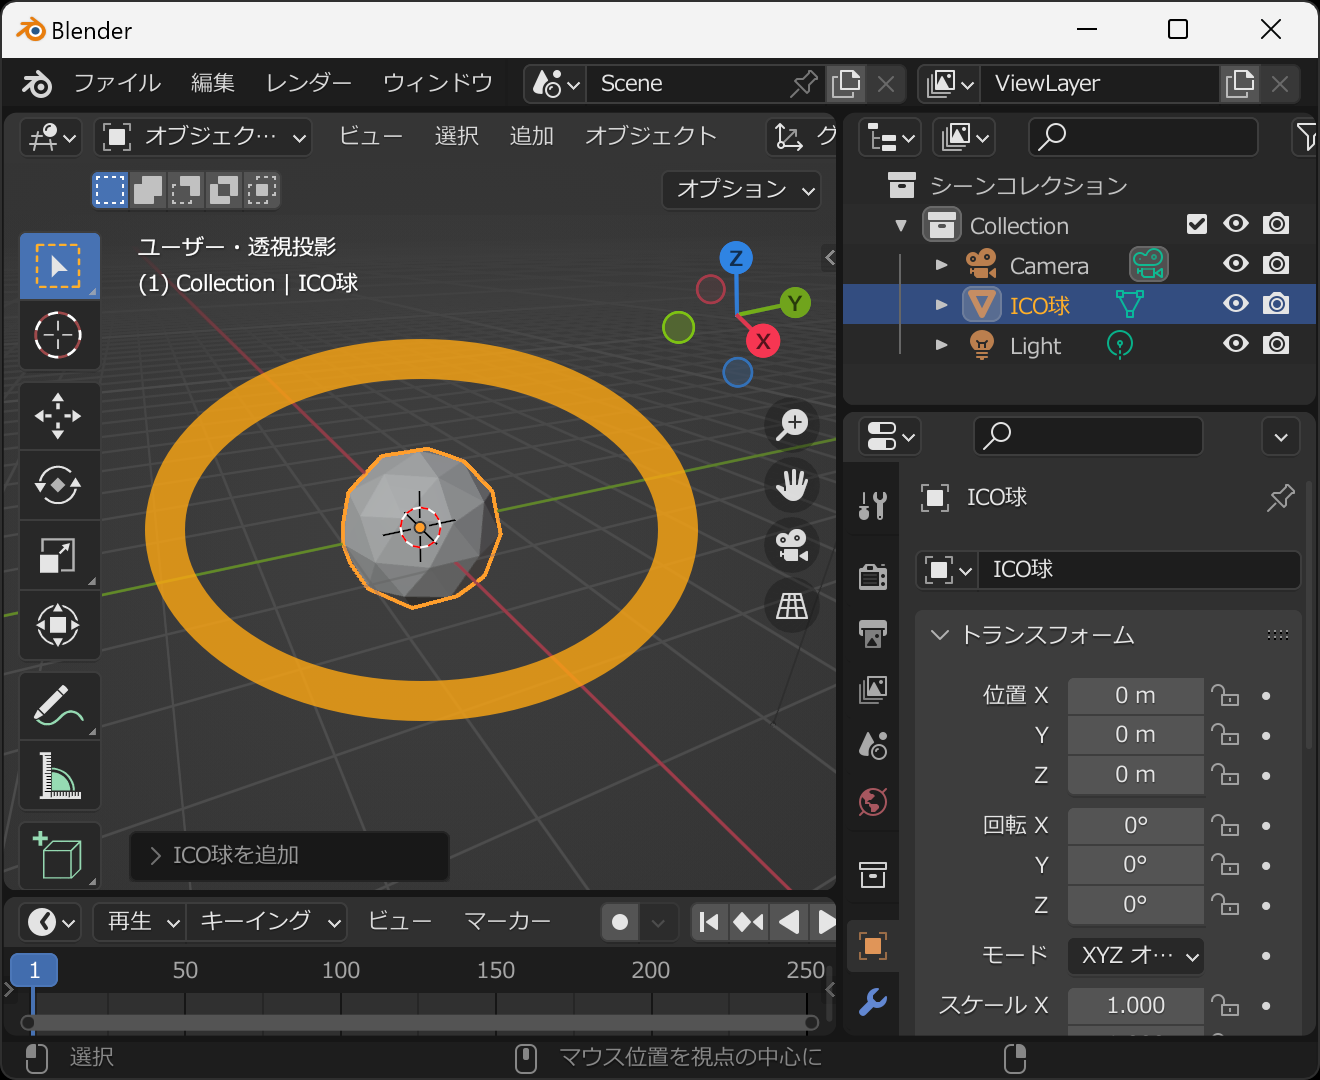 Blender
ファイル 編集 レンダー ウィンドウ Scene ViewLayer
オブジェク… ビュー 選択 追加 オブジェクト グ
オプション
ユーザー・透視投影
(1) Collection | ICO球
Z
Y
X
ICO球を追加
シーンコレクション
Collection
Camera
ICO球
Light
ICO球
ICO球
トランスフォーム
位置 X 0 m
Y 0 m
Z 0 m
回転 X 0°
Y 0°
Z 0°
モード XYZ オ…
スケール X 1.000
再生 キーイング ビュー マーカー
1 50 100 150 200 250
選択 マウス位置を視点の中心に